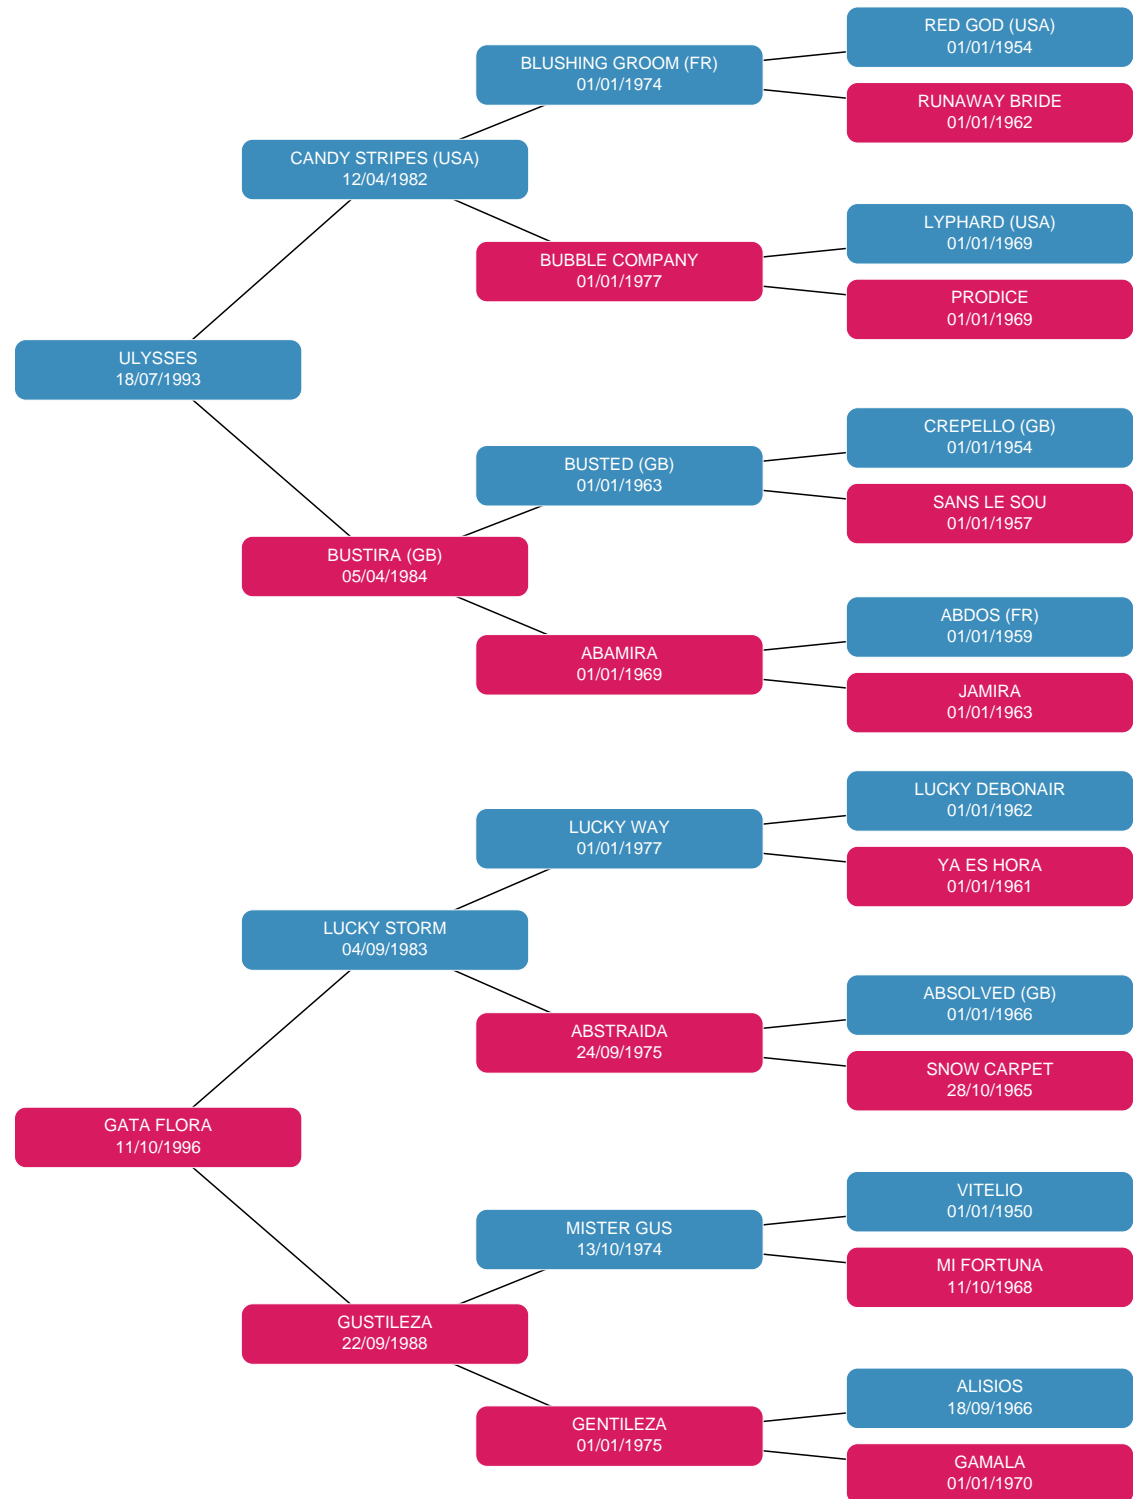 RED GOD (USA)
01/01/1954
BLUSHING GROOM (FR)
01/01/1974
RUNAWAY BRIDE
01/01/1962
CANDY STRIPES (USA)
12/04/1982
LYPHARD (USA)
01/01/1969
BUBBLE COMPANY
01/01/1977
PRODICE
01/01/1969
ULYSSES
18/07/1993
CREPELLO (GB)
01/01/1954
BUSTED (GB)
01/01/1963
SANS LE SOU
01/01/1957
BUSTIRA (GB)
05/04/1984
ABDOS (FR)
01/01/1959
ABAMIRA
01/01/1969
JAMIRA
01/01/1963
LUCKY DEBONAIR
01/01/1962
LUCKY WAY
01/01/1977
YA ES HORA
01/01/1961
LUCKY STORM
04/09/1983
ABSOLVED (GB)
01/01/1966
ABSTRAIDA
24/09/1975
SNOW CARPET
28/10/1965
GATA FLORA
11/10/1996
VITELIO
01/01/1950
MISTER GUS
13/10/1974
MI FORTUNA
11/10/1968
GUSTILEZA
22/09/1988
ALISIOS
18/09/1966
GENTILEZA
01/01/1975
GAMALA
01/01/1970